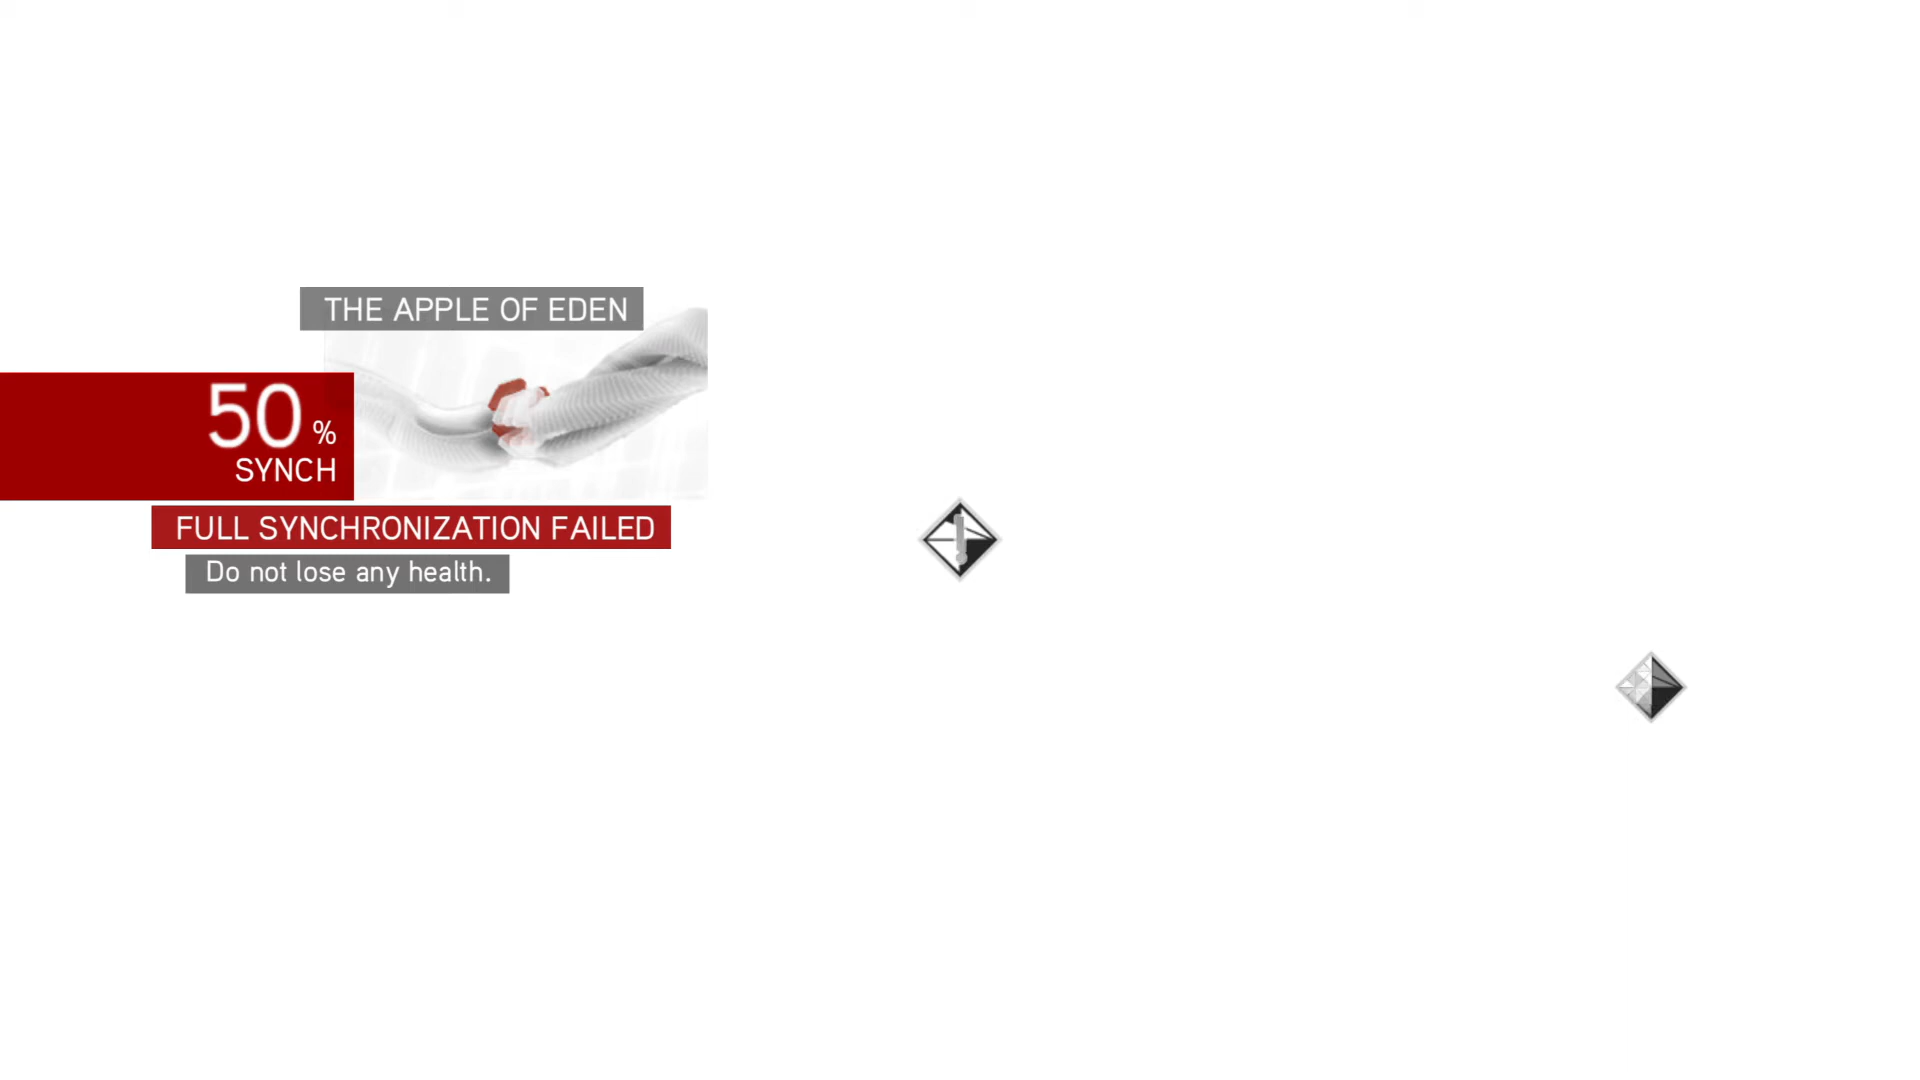 THE APPLE OF EDEN
50 %
SYNCH
FULL SYNCHRONIZATION FAILED
Do not lose any health.